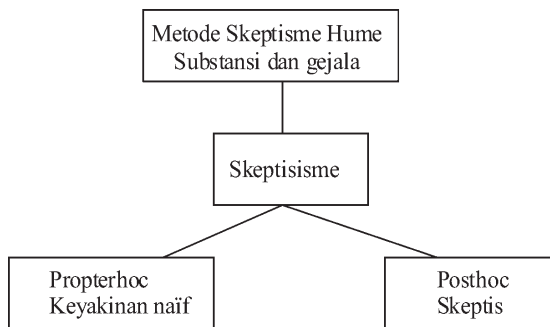 Metode Skeptisme Hume
Substansi dan gejala
Skeptisisme
Propterhoc
Keyakinan naïf
Posthoc
Skeptis